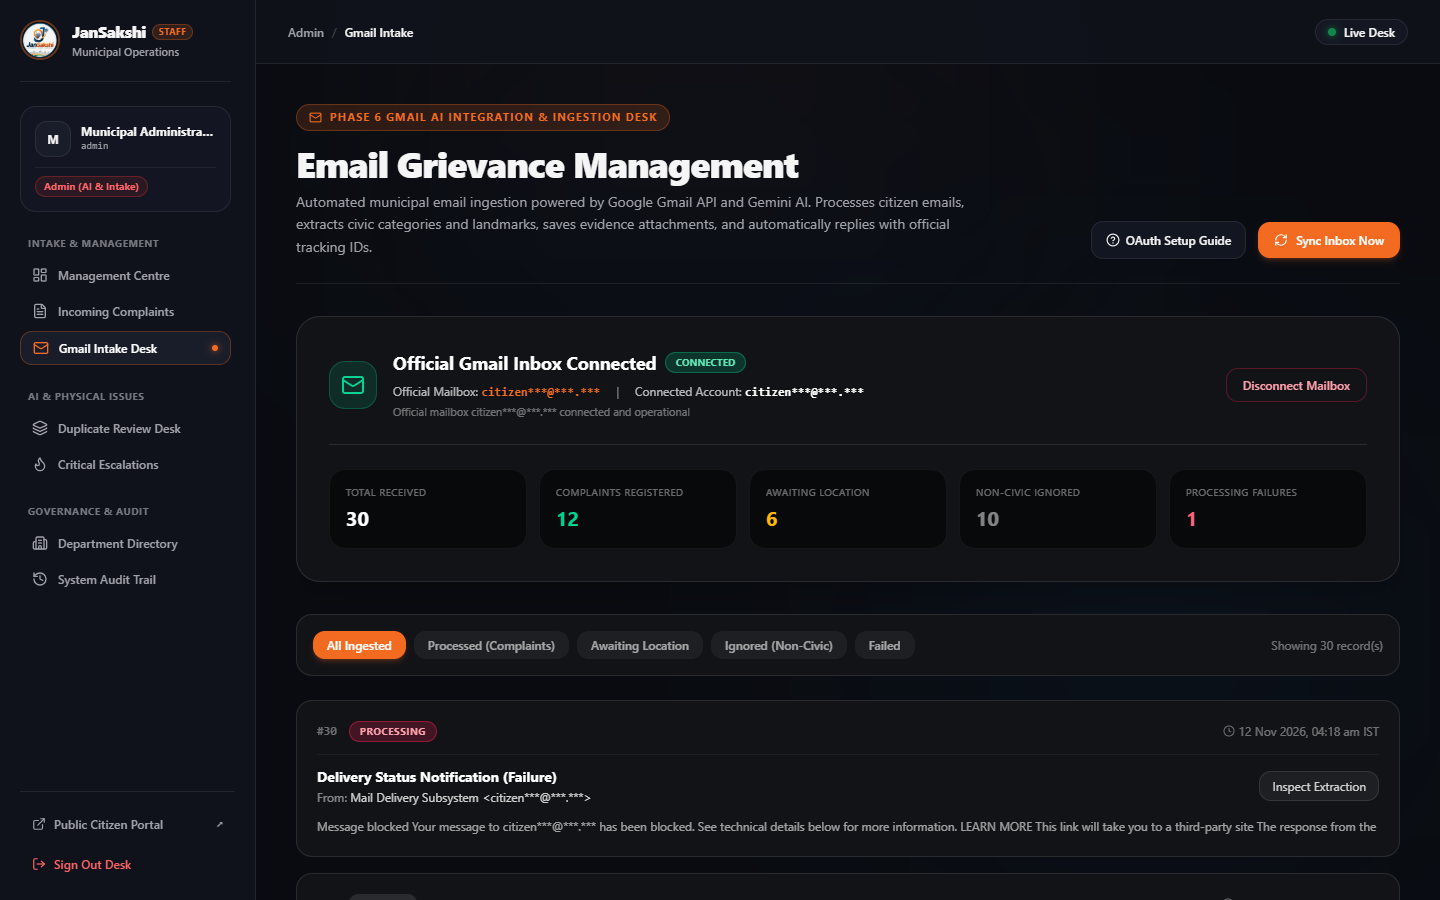 JanSakshi STAFF
Municipal Operations
M
Municipal Administra...
admin
Admin (AI & Intake)
INTAKE & MANAGEMENT
Management Centre
Incoming Complaints
Gmail Intake Desk
AI & PHYSICAL ISSUES
Duplicate Review Desk
Critical Escalations
GOVERNANCE & AUDIT
Department Directory
System Audit Trail
Public Citizen Portal
Sign Out Desk
Admin / Gmail Intake
Live Desk
PHASE 6 GMAIL AI INTEGRATION & INGESTION DESK
Email Grievance Management
Automated municipal email ingestion powered by Google Gmail API and Gemini AI. Processes citizen emails,
extracts civic categories and landmarks, saves evidence attachments, and automatically replies with official
tracking IDs.
OAuth Setup Guide
Sync Inbox Now
Official Gmail Inbox Connected CONNECTED
Official Mailbox: citizen***@***.*** | Connected Account: citizen***@***.***
Official mailbox citizen***@***.*** connected and operational
Disconnect Mailbox
TOTAL RECEIVED
30
COMPLAINTS REGISTERED
12
AWAITING LOCATION
6
NON-CIVIC IGNORED
10
PROCESSING FAILURES
1
All Ingested
Processed (Complaints)
Awaiting Location
Ignored (Non-Civic)
Failed
Showing 30 record(s)
#30 PROCESSING
12 Nov 2026, 04:18 am IST
Delivery Status Notification (Failure)
From: Mail Delivery Subsystem <citizen***@***.***>
Inspect Extraction
Message blocked Your message to citizen***@***.*** has been blocked. See technical details below for more information. LEARN MORE This link will take you to a third-party site The response from the